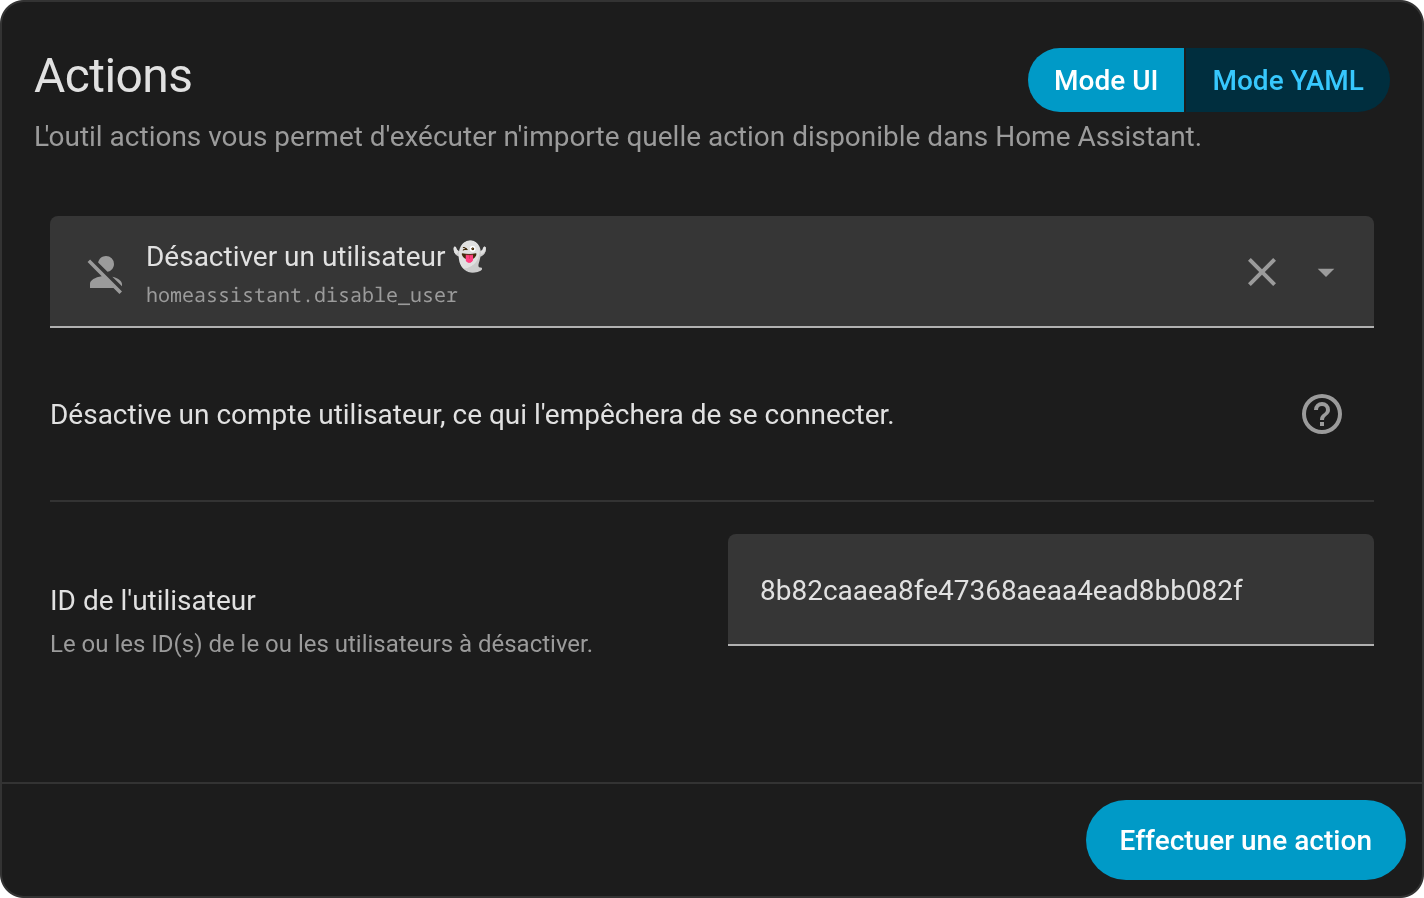 Actions
Mode UI
Mode YAML
L'outil actions vous permet d'exécuter n'importe quelle action disponible dans Home Assistant.
Désactiver un utilisateur 👻
homeassistant.disable_user
Désactive un compte utilisateur, ce qui l'empêchera de se connecter.
ID de l'utilisateur
Le ou les ID(s) de le ou les utilisateurs à désactiver.
8b82caaea8fe47368aeaa4ead8bb082f
Effectuer une action